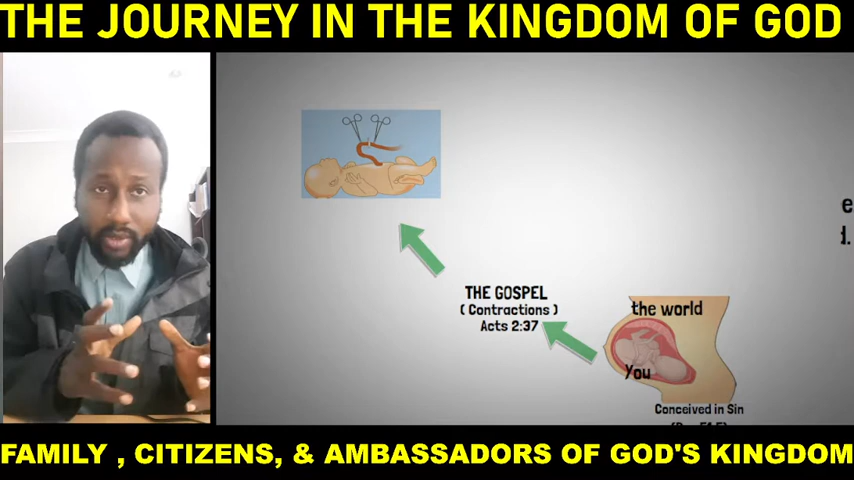 THE JOURNEY IN THE KINGDOM OF GOD
THE GOSPEL
( Contractions )
Acts 2:37
the world
You
Conceived in Sin
FAMILY , CITIZENS, & AMBASSADORS OF GOD'S KINGDOM